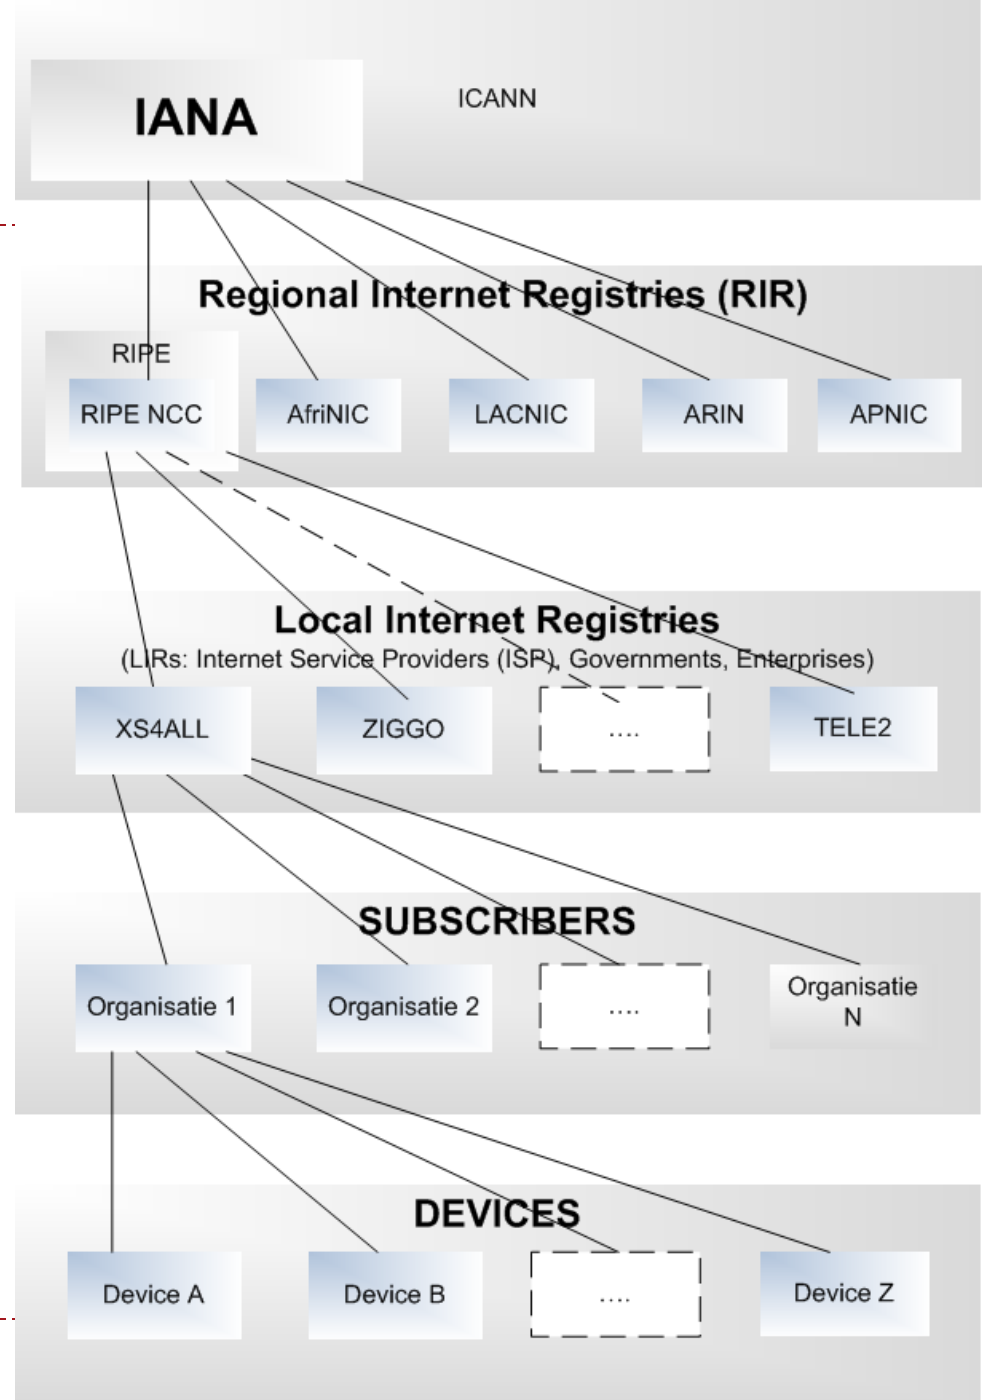 IANA
ICANN
Regional Internet Registries (RIR)
RIPE
RIPE NCC
AfriNIC
LACNIC
ARIN
APNIC
Local Internet Registries
(LIRs: Internet Service Providers (ISP), Governments, Enterprises)
XS4ALL
ZIGGO
....
TELE2
SUBSCRIBERS
Organisatie 1
Organisatie 2
....
Organisatie
N
DEVICES
Device A
Device B
....
Device Z